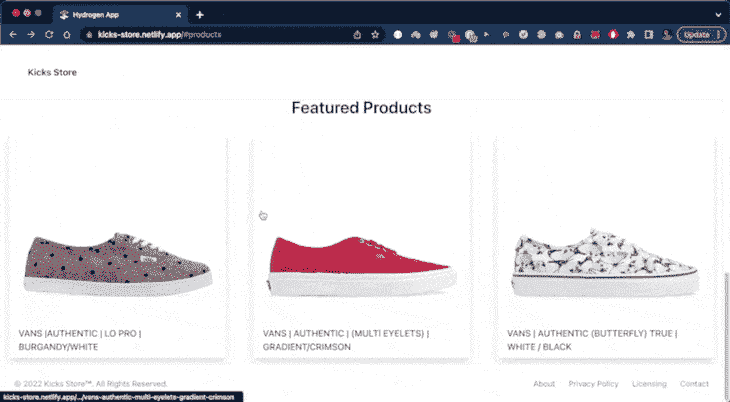 Hydrogen App
kicks-store.netlify.app/#products
Update
Kicks Store
Featured Products
VANS |AUTHENTIC | LO PRO |
BURGANDY/WHITE
VANS | AUTHENTIC | (MULTI EYELETS) |
GRADIENT/CRIMSON
VANS | AUTHENTIC (BUTTERFLY) TRUE |
WHITE / BLACK
© 2022 Kicks Store™. All Rights Reserved.
About
Privacy Policy
Licensing
Contact
kicks-store.netlify.app/.../vans-authentic-multi-eyelets-gradient-crimson